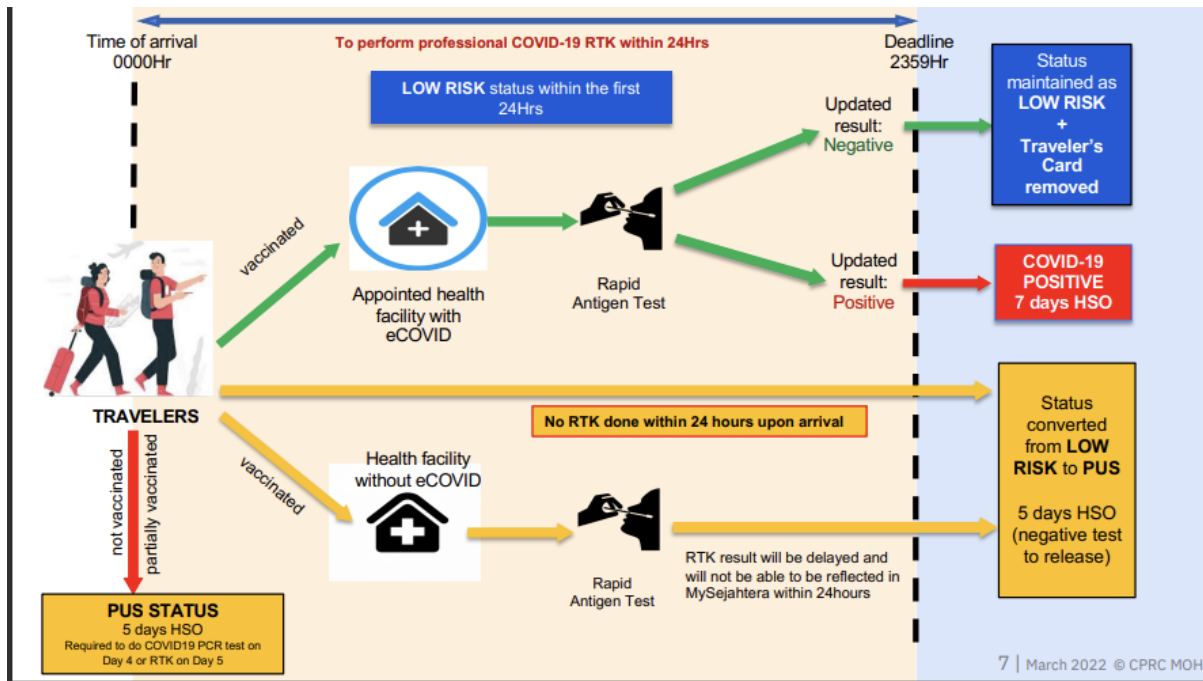 Time of arrival
0000Hr
To perform professional COVID-19 RTK within 24Hrs
Deadline
2359Hr
LOW RISK status within the first
24Hrs
Updated
result:
Negative
Status
maintained as
LOW RISK
+
Traveler's
Card
removed
vaccinated
Appointed health
facility with
eCOVID
Rapid
Antigen Test
Updated
result:
Positive
COVID-19
POSITIVE
7 days HSO
TRAVELERS
No RTK done within 24 hours upon arrival
Status
converted
from LOW
RISK to PUS
5 days HSO
(negative test
to release)
vaccinated
Health facility
without eCOVID
Rapid
Antigen Test
RTK result will be delayed and
will not be able to be reflected in
MySejahtera within 24hours
not vaccinated
partially vaccinated
PUS STATUS
5 days HSO
Required to do COVID19 PCR test on
Day 4 or RTK on Day 5
7 | March 2022 © CPRC MOH